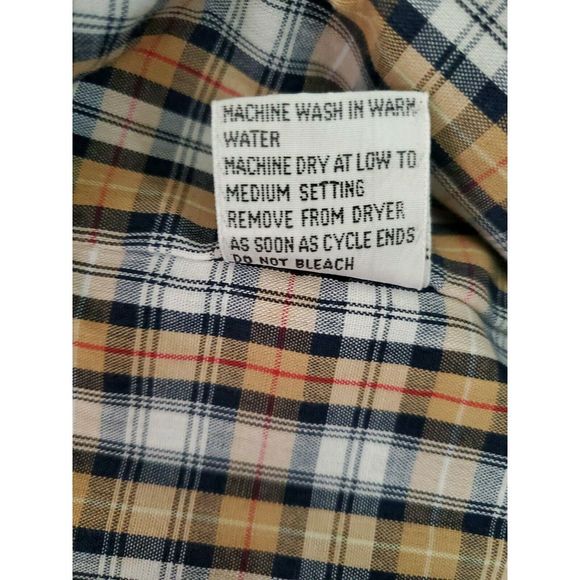 MACHINE WASH IN WARM
WATER
MACHINE DRY AT LOW TO
MEDIUM SETTING
REMOVE FROM DRYER
AS SOON AS CYCLE ENDS
DO NOT BLEACH